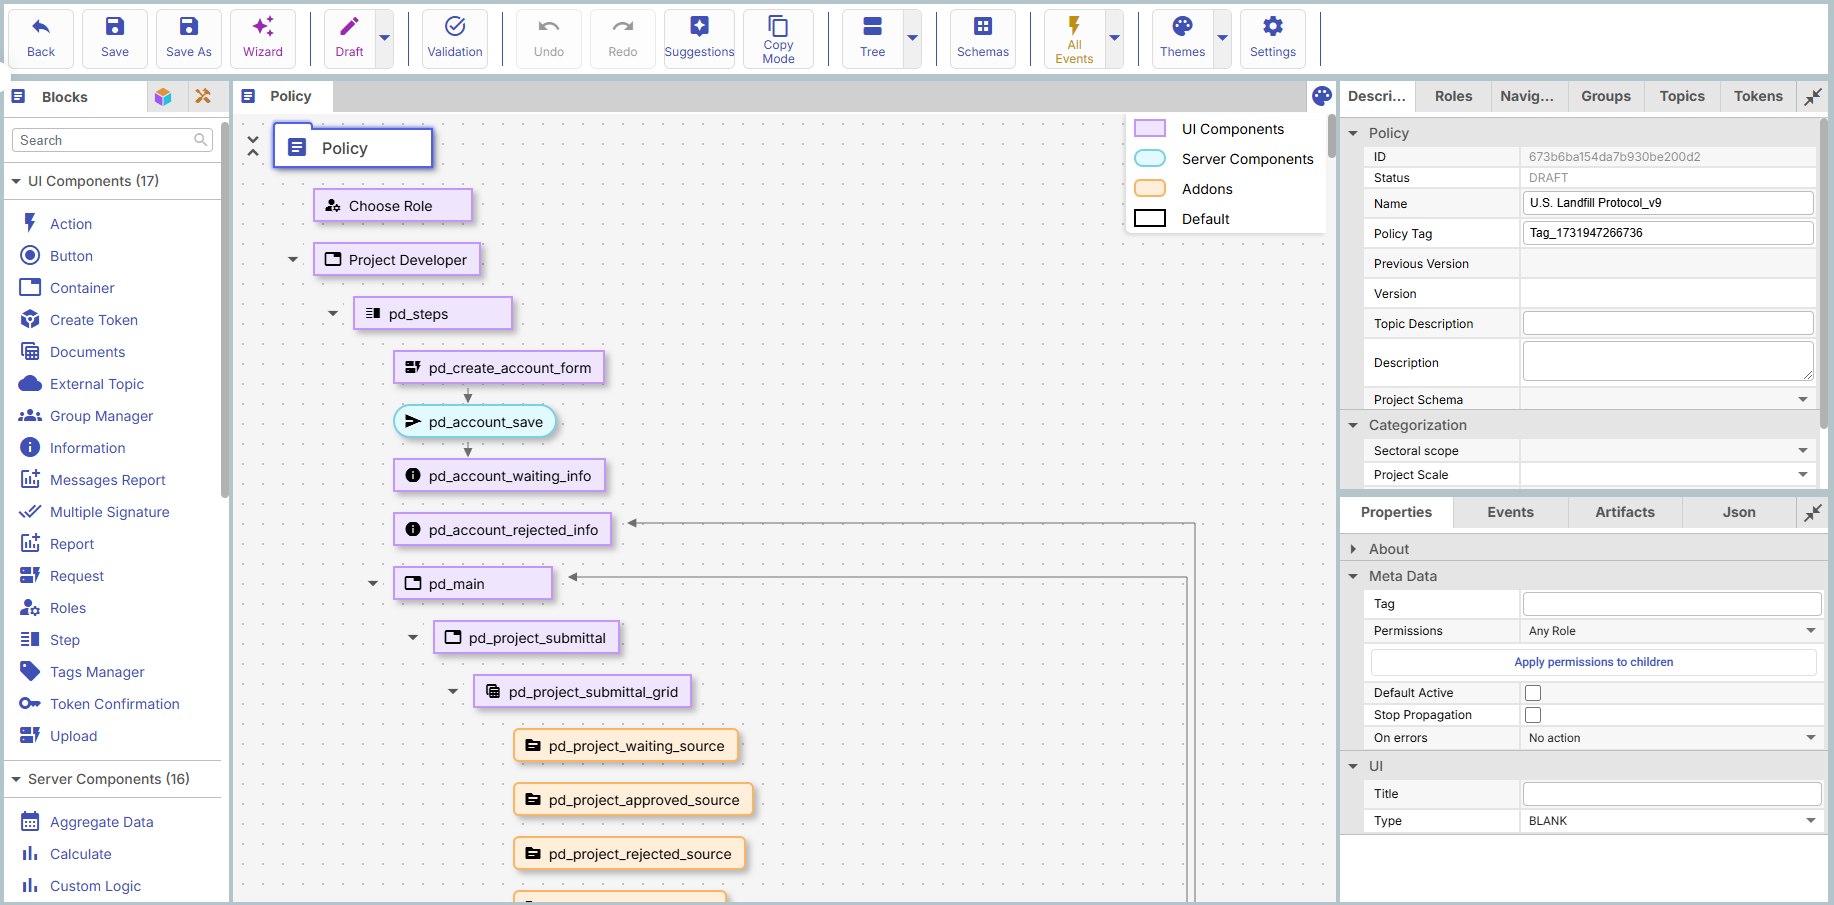 Back
Save
Save As
Wizard
Draft
Validation
Undo
Redo
Suggestions
Copy
Mode
Tree
Schemas
All
Events
Themes
Settings
Blocks
Search
UI Components (17)
Action
Button
Container
Create Token
Documents
External Topic
Group Manager
Information
Messages Report
Multiple Signature
Report
Request
Roles
Step
Tags Manager
Token Confirmation
Upload
Server Components (16)
Aggregate Data
Calculate
Custom Logic
Policy
Policy
Choose Role
Project Developer
pd_steps
pd_create_account_form
pd_account_save
pd_account_waiting_info
pd_account_rejected_info
pd_main
pd_project_submittal
pd_project_submittal_grid
pd_project_waiting_source
pd_project_approved_source
pd_project_rejected_source
UI Components
Server Components
Addons
Default
Descri... Roles Navig... Groups Topics Tokens
Policy
ID 673b6ba154da7b930be200d2
Status DRAFT
Name U.S. Landfill Protocol_v9
Policy Tag Tag_1731947266736
Previous Version
Version
Topic Description
Description
Project Schema
Categorization
Sectoral scope
Project Scale
Properties Events Artifacts Json
About
Meta Data
Tag
Permissions Any Role
Apply permissions to children
Default Active
Stop Propagation
On errors No action
UI
Title
Type BLANK